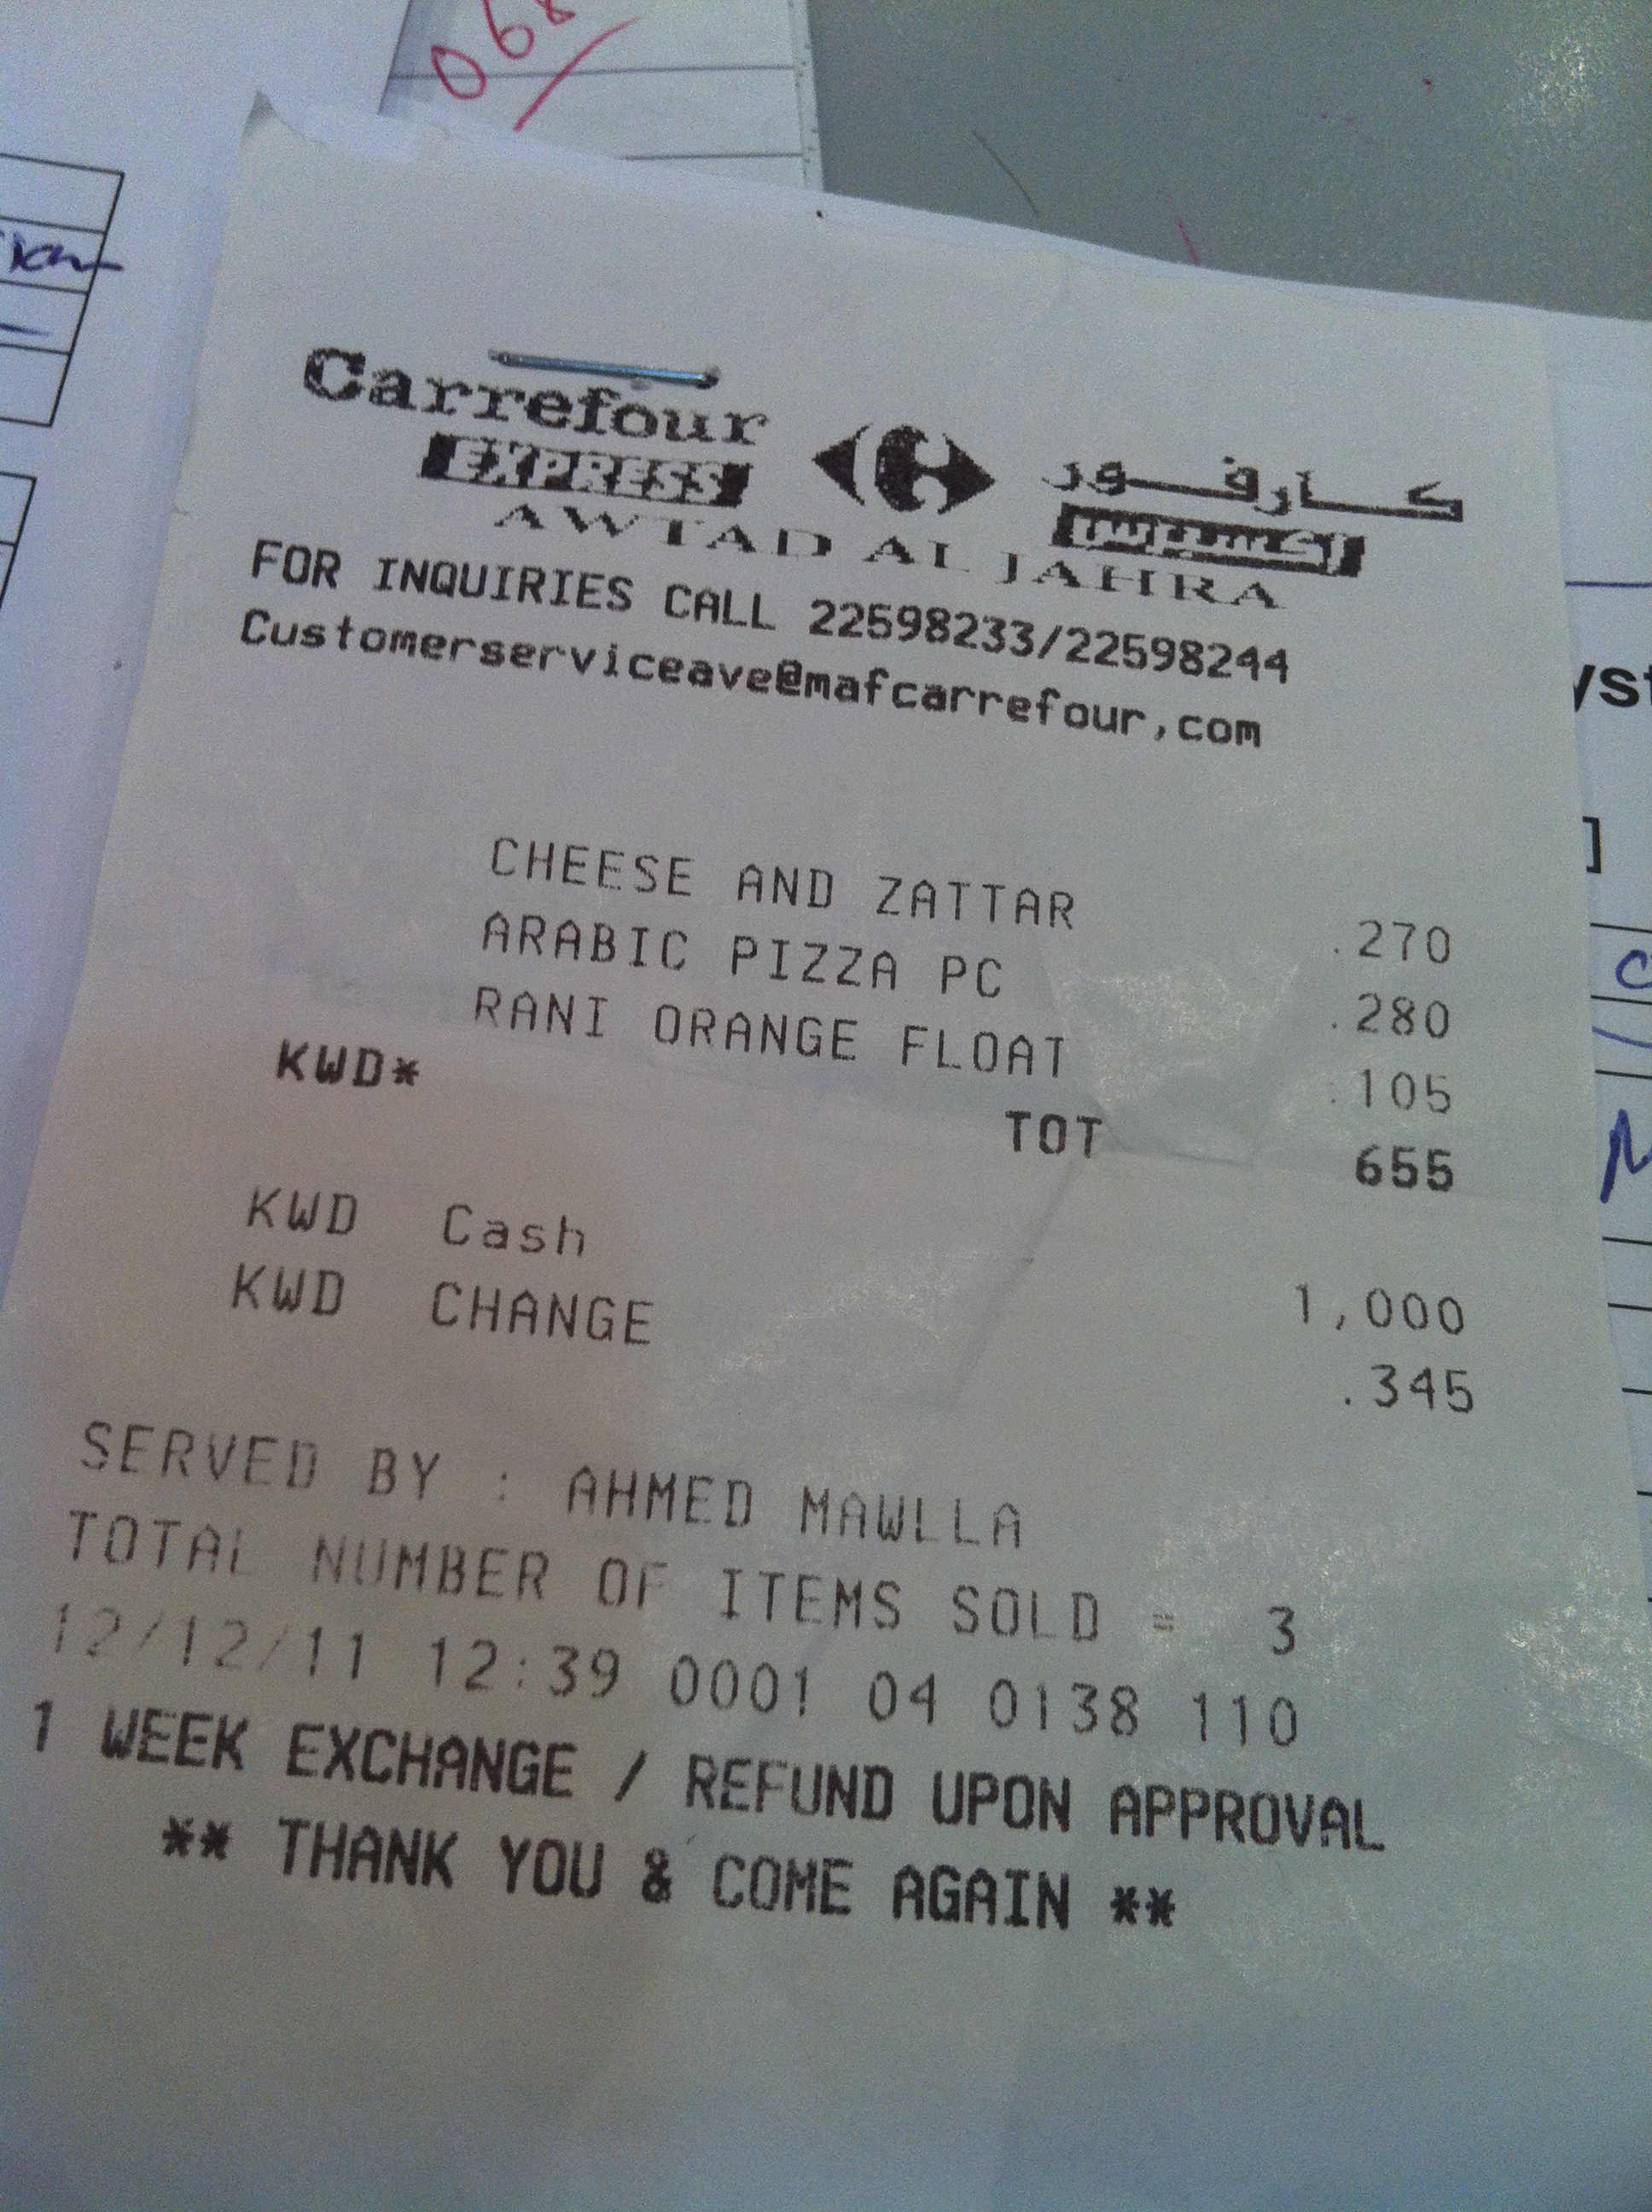 068
Carrefour كارفور
EXPRESS اكسبريس
AWTAD AL JAHRA
FOR INQUIRIES CALL 22598233/22598244
Customerserviceave@mafcarrefour,com
CHEESE AND ZATTAR .270
ARABIC PIZZA PC .280
RANI ORANGE FLOAT .105
KWD* TOT 655
KWD Cash 1,000
KWD CHANGE .345
SERVED BY : AHMED MAWLLA
TOTAL NUMBER OF ITEMS SOLD = 3
12/12/11 12:39 0001 04 0138 110
1 WEEK EXCHANGE / REFUND UPON APPROVAL
** THANK YOU & COME AGAIN **